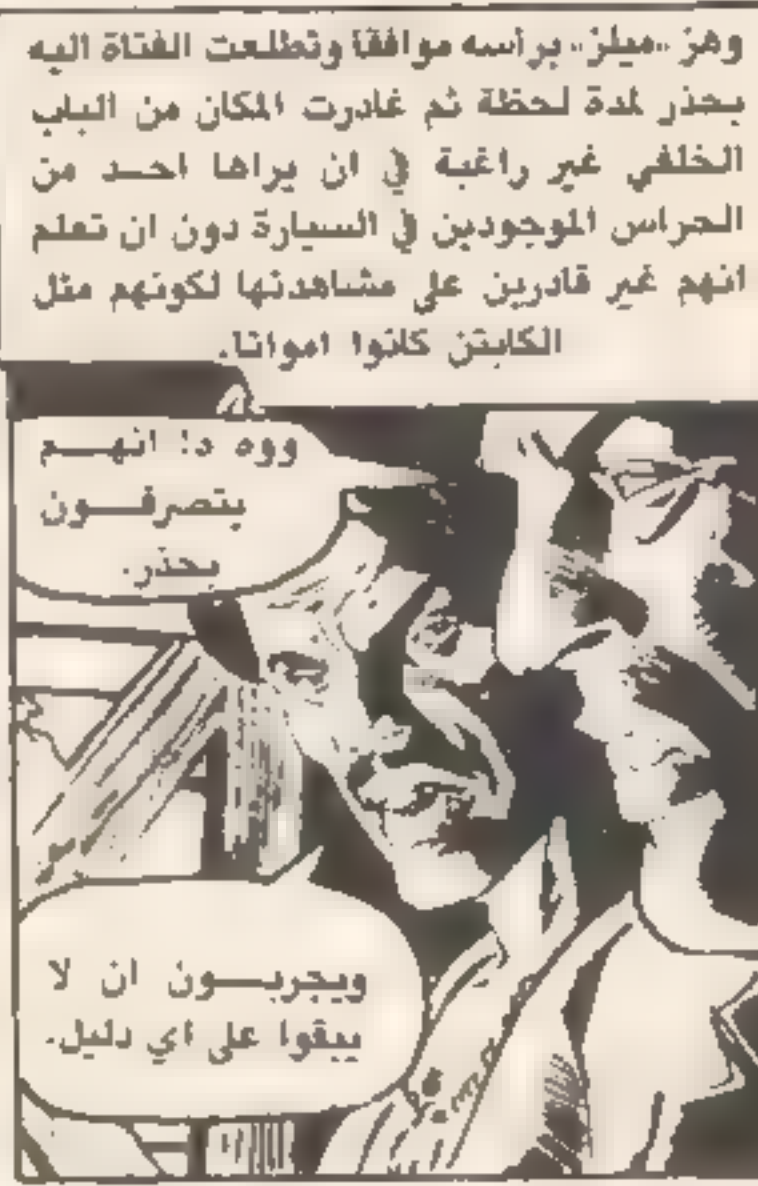 وهز «ميلز» برأسه موافقا وتطلعت الفتاة اليه
بحذر لمدة لحظة ثم غادرت المكان من الباب
الخلفي غير راغبة في ان يراها احد من
الحراس الموجودين في السيارة دون ان تعلم
انهم غير قادرين على مشاهدتها لكونهم مثل
الكابتن كانوا امواتا.
ووه د! انهم
يتصرفون
بحذر.
ويجربون ان لا
يبقوا على اي دليل.